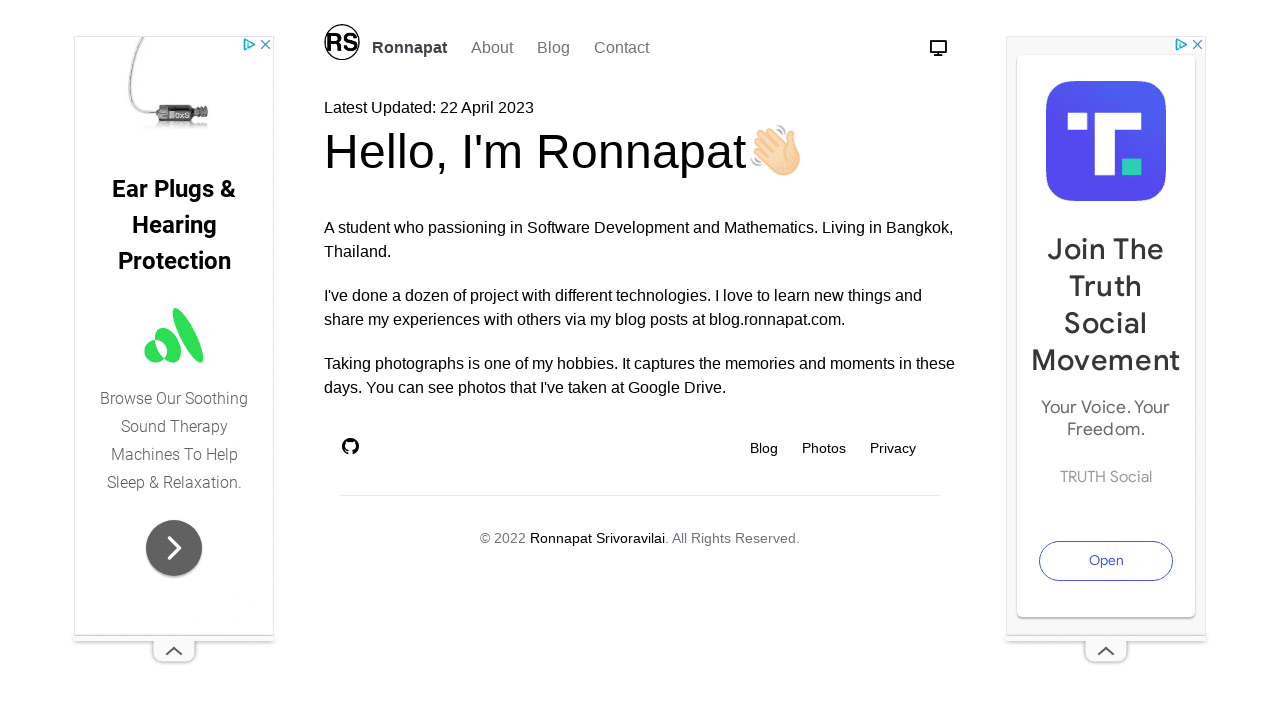 RS
Ronnapat About Blog Contact
Latest Updated: 22 April 2023
Hello, I'm Ronnapat👋🏻
A student who passioning in Software Development and Mathematics. Living in Bangkok,
Thailand.
I've done a dozen of project with different technologies. I love to learn new things and
share my experiences with others via my blog posts at blog.ronnapat.com.
Taking photographs is one of my hobbies. It captures the memories and moments in these
days. You can see photos that I've taken at Google Drive.
Blog Photos Privacy
© 2022 Ronnapat Srivoravilai. All Rights Reserved.
Ear Plugs &
Hearing
Protection
Browse Our Soothing
Sound Therapy
Machines To Help
Sleep & Relaxation.
Join The
Truth
Social
Movement
Your Voice. Your
Freedom.
TRUTH Social
Open